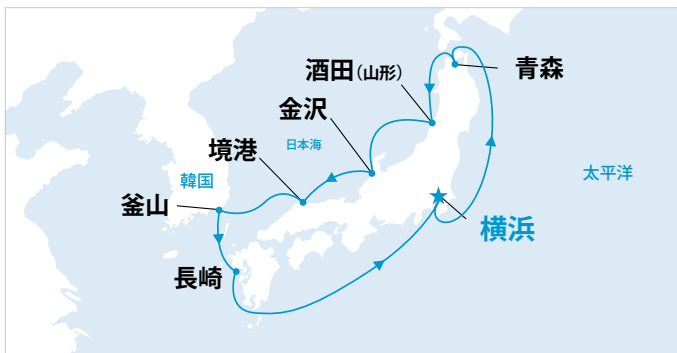 酒田(山形)
青森
金沢
境港
日本海
韓国
太平洋
釜山
横浜
長崎